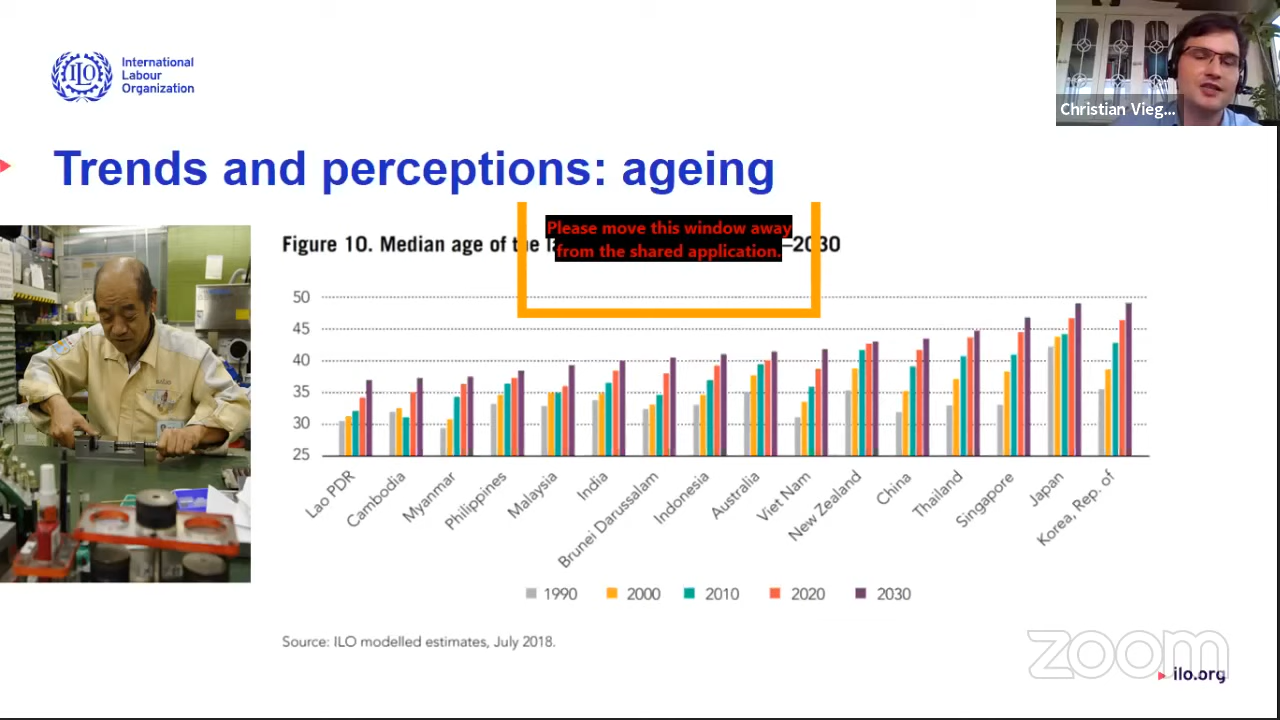 International
Labour
Organization
Christian Vieg...
Trends and perceptions: ageing
Please move this window away
from the shared application.
Figure 10. Median age of the –2030
50
45
40
35
30
25
Lao PDR
Cambodia
Myanmar
Philippines
Malaysia
India
Brunei Darussalam
Indonesia
Australia
Viet Nam
New Zealand
China
Thailand
Singapore
Japan
Korea, Rep. of
1990 2000 2010 2020 2030
Source: ILO modelled estimates, July 2018.
zoom
ilo.org